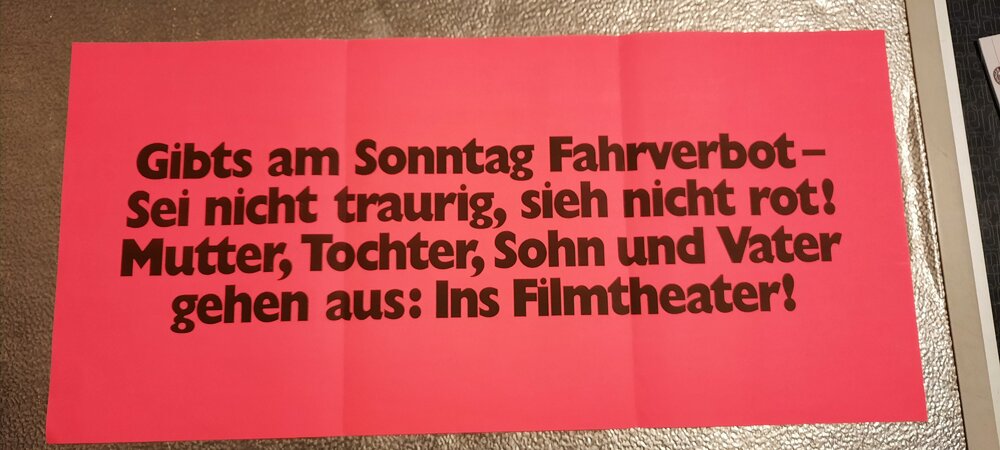 Gibts am Sonntag Fahrverbot –
Sei nicht traurig, sieh nicht rot!
Mutter, Tochter, Sohn und Vater
gehen aus: Ins Filmtheater!